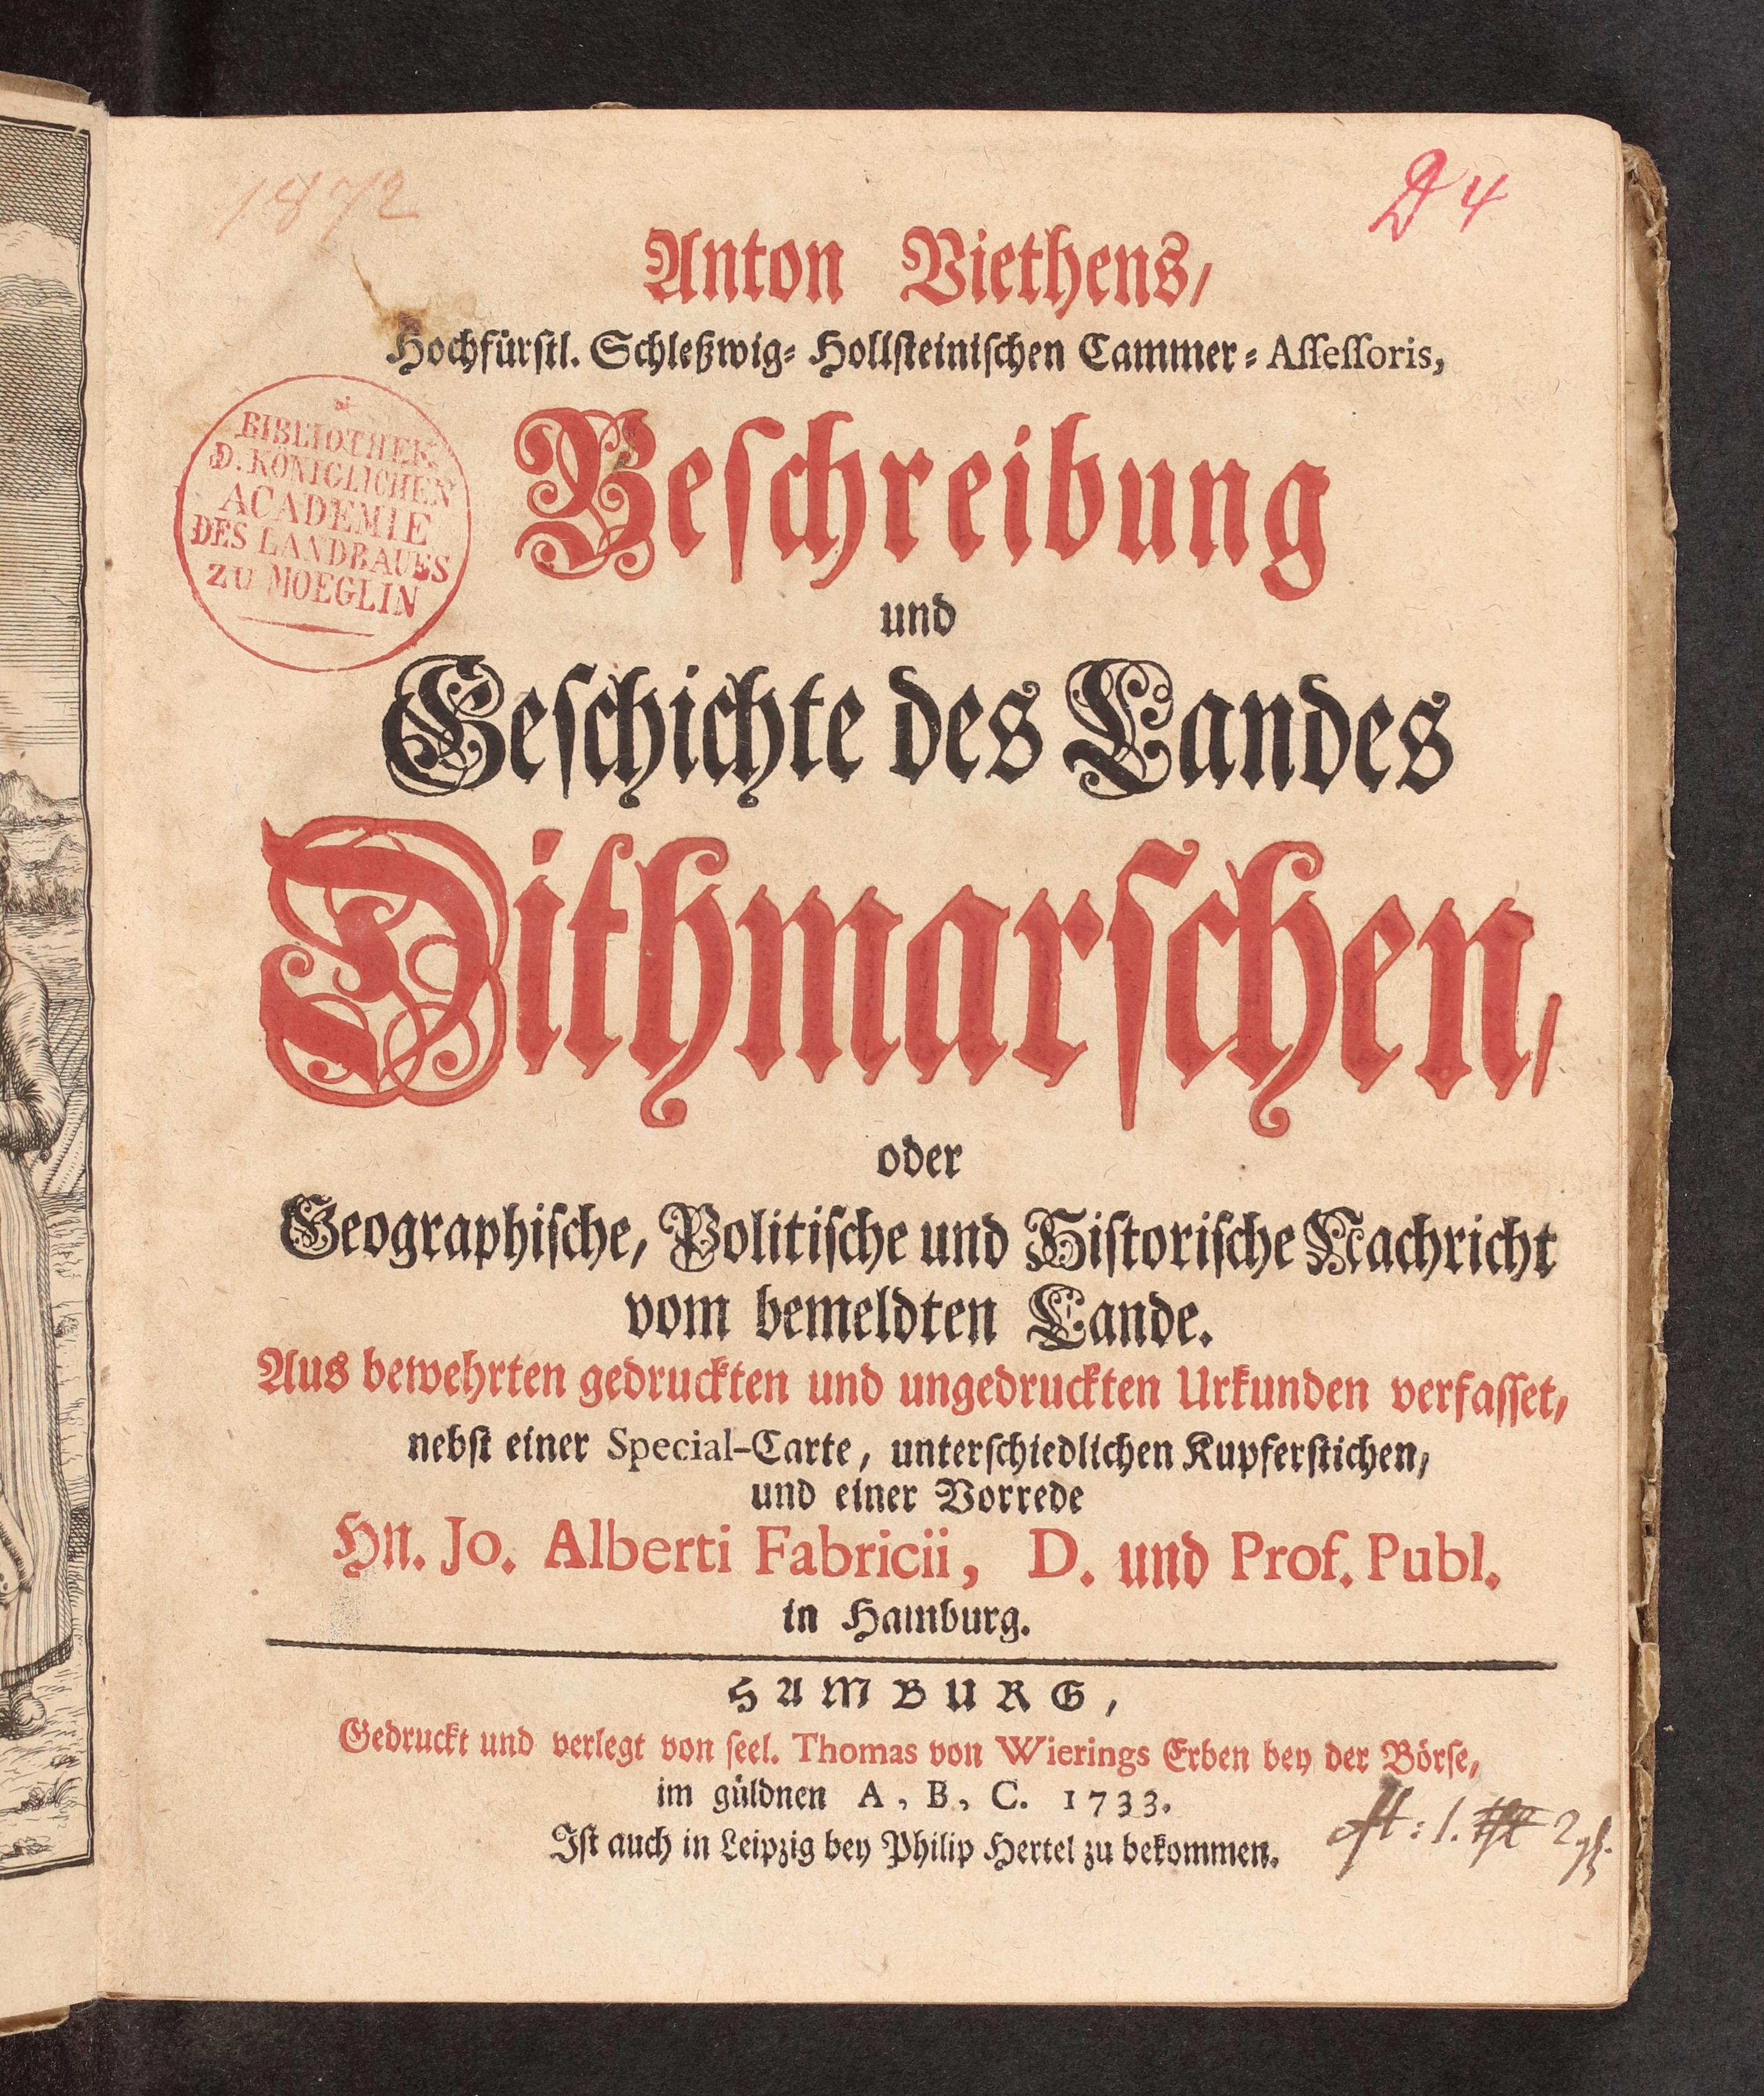 1872
D 4
Anton Viethens/
Hochfürſtl. Schleßwig⸗ Hollſteiniſchen Cammer⸗Aſſeſſoris,
BIBLIOTHEK
D. KÖNIGLICHEN
ACADEMIE
DES LANDBAUES
ZU MOEGLIN
Beſchreibung
und
Geſchichte des Landes
Dithmarſchen/
oder
Geographiſche, Politiſche und Hiſtoriſche Nachricht
vom bemeldten Lande.
Aus bewehrten gedruckten und ungedruckten Urkunden verfaſſet,
nebſt einer Special-Carte, unterſchiedlichen Kupferſtichen,
und einer Vorrede
Hn. Jo. Alberti Fabricii, D. und Prof. Publ.
in Hamburg.
HAMBURG,
Gedruckt und verlegt von ſeel. Thomas von Wierings Erben bey der Börſe,
im güldnen A, B, C. 1733.
Iſt auch in Leipzig bey Philip Hertel zu bekommen.